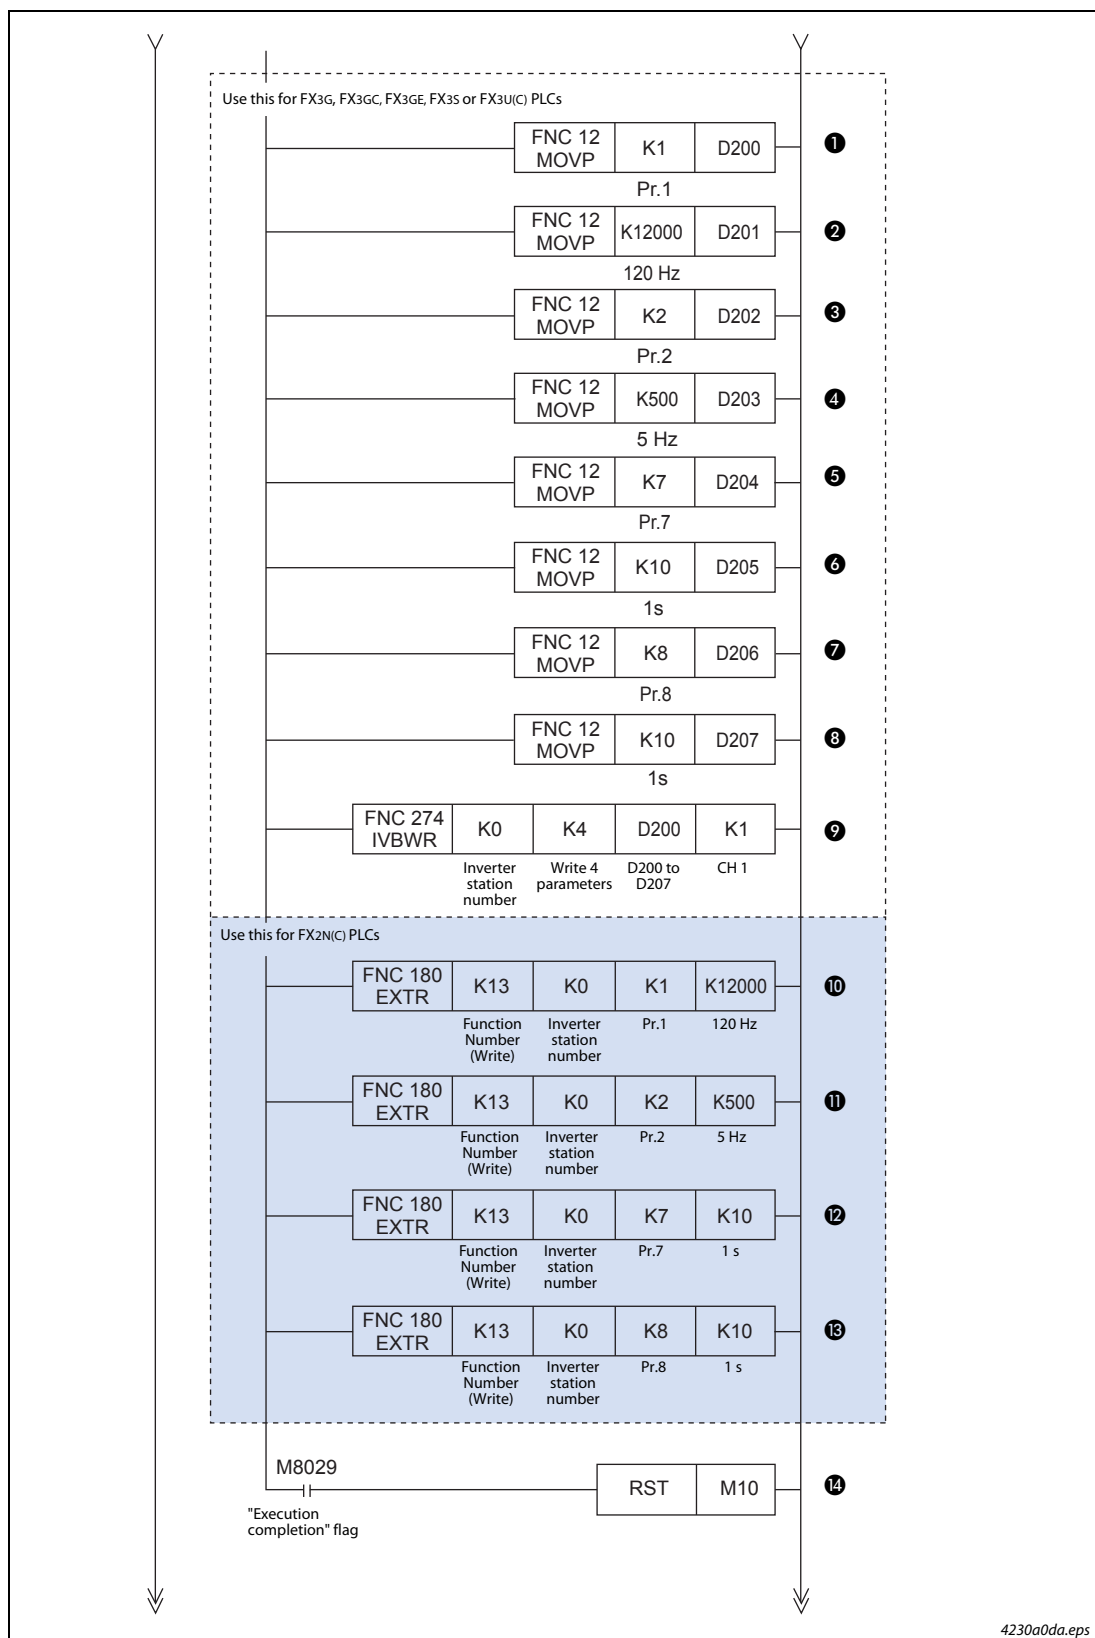 Use this for FX3G, FX3GC, FX3GE, FX3S or FX3U(C) PLCs
FNC 12 MOVP K1 D200 ❶
Pr.1
FNC 12 MOVP K12000 D201 ❷
120 Hz
FNC 12 MOVP K2 D202 ❸
Pr.2
FNC 12 MOVP K500 D203 ❹
5 Hz
FNC 12 MOVP K7 D204 ❺
Pr.7
FNC 12 MOVP K10 D205 ❻
1s
FNC 12 MOVP K8 D206 ❼
Pr.8
FNC 12 MOVP K10 D207 ❽
1s
FNC 274 IVBWR K0 K4 D200 K1 ❾
Inverter station number Write 4 parameters D200 to D207 CH 1
Use this for FX2N(C) PLCs
FNC 180 EXTR K13 K0 K1 K12000 ❿
Function Number (Write) Inverter station number Pr.1 120 Hz
FNC 180 EXTR K13 K0 K2 K500 ⓫
Function Number (Write) Inverter station number Pr.2 5 Hz
FNC 180 EXTR K13 K0 K7 K10 ⓬
Function Number (Write) Inverter station number Pr.7 1 s
FNC 180 EXTR K13 K0 K8 K10 ⓭
Function Number (Write) Inverter station number Pr.8 1 s
M8029
RST M10 ⓮
"Execution
completion" flag
4230a0da.eps